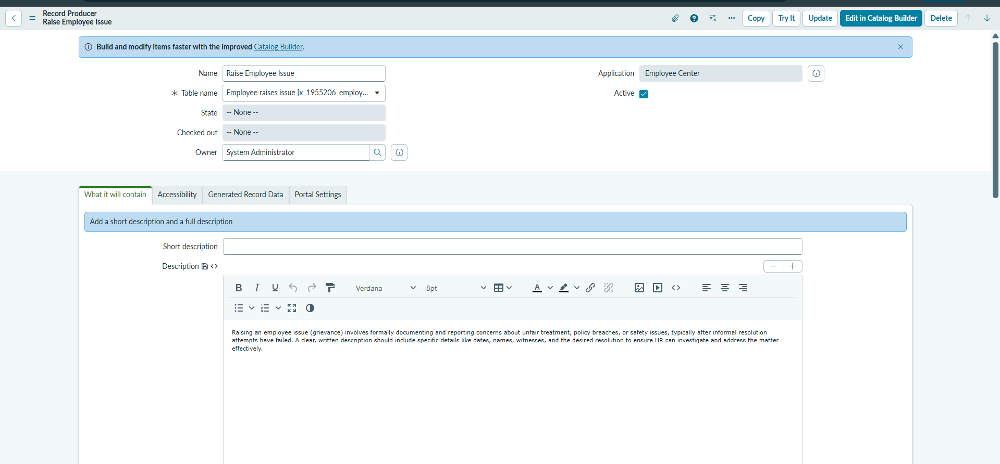 Record Producer
Raise Employee Issue
Copy
Try It
Update
Edit in Catalog Builder
Delete
Build and modify items faster with the improved Catalog Builder.
Name
Raise Employee Issue
Application
Employee Center
Table name
Employee raises issue [x_1955206_employ...
Active
State
-- None --
Checked out
-- None --
Owner
System Administrator
What it will contain
Accessibility
Generated Record Data
Portal Settings
Add a short description and a full description
Short description
Description
Verdana
8pt
Raising an employee issue (grievance) involves formally documenting and reporting concerns about unfair treatment, policy breaches, or safety issues, typically after informal resolution
attempts have failed. A clear, written description should include specific details like dates, names, witnesses, and the desired resolution to ensure HR can investigate and address the matter
effectively.